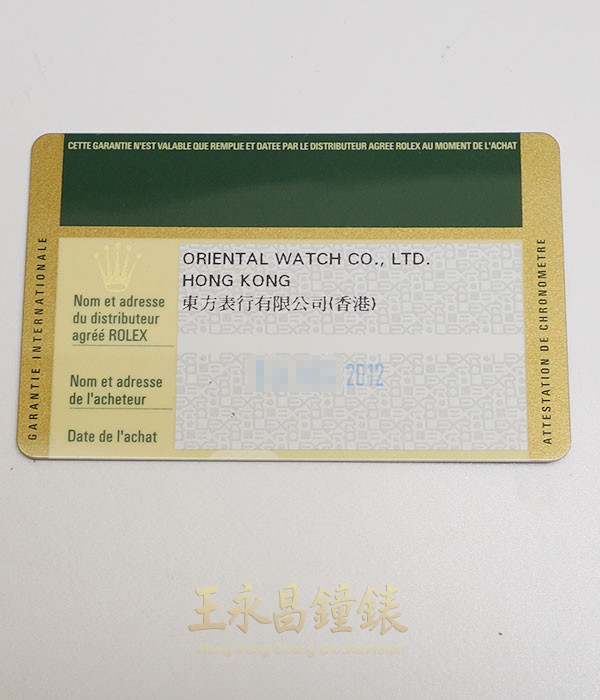 CETTE GARANTIE N'EST VALABLE QUE REMPLIE ET DATEE PAR LE DISTRIBUTEUR AGREE ROLEX AU MOMENT DE L'ACHAT
GARANTIE INTERNATIONALE
Nom et adresse
du distributeur
agréé ROLEX
ORIENTAL WATCH CO., LTD.
HONG KONG
東方表行有限公司(香港)
Nom et adresse
de l'acheteur
2012
Date de l'achat
ATTESTATION DE CHRONOMETRE
王永昌鐘錶